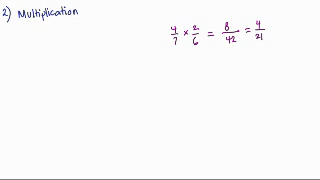 2) Multiplication
4/7 × 2/6 = 8/42 = 4/21